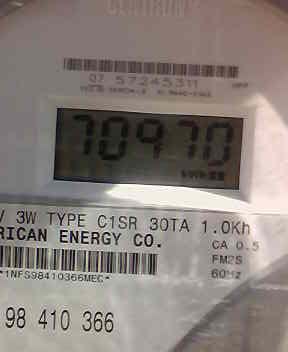 CENTRON
07 57245311
70970
V 3W TYPE C1SR 30TA 1.0Kh
RICAN ENERGY CO.
CA 0.5
FM2S
60Hz
*1NFS98410366MEC*
98 410 366